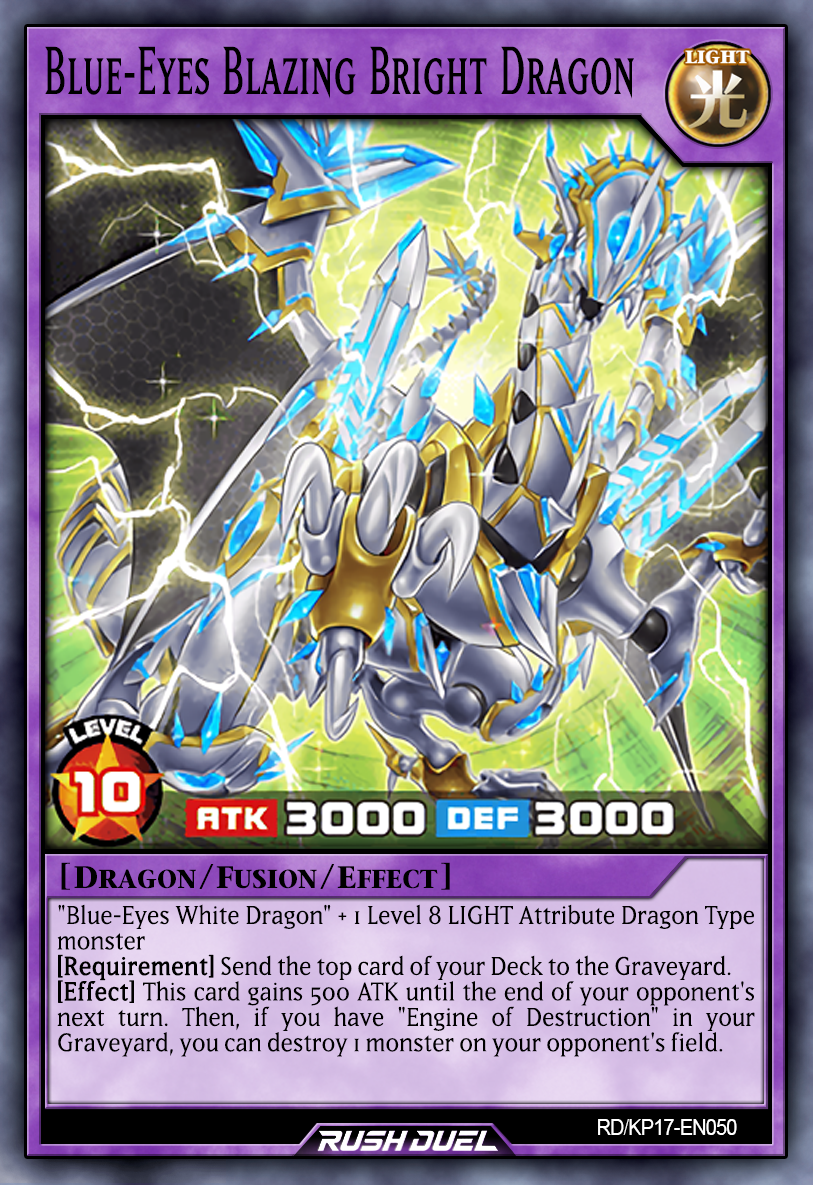 Blue-Eyes Blazing Bright Dragon
LIGHT
光
LEVEL
10
ATK 3000 DEF 3000
[Dragon/Fusion/Effect]
"Blue-Eyes White Dragon" + 1 Level 8 LIGHT Attribute Dragon Type
monster
[Requirement] Send the top card of your Deck to the Graveyard.
[Effect] This card gains 500 ATK until the end of your opponent's
next turn. Then, if you have "Engine of Destruction" in your
Graveyard, you can destroy 1 monster on your opponent's field.
RD/KP17-EN050
RUSH DUEL